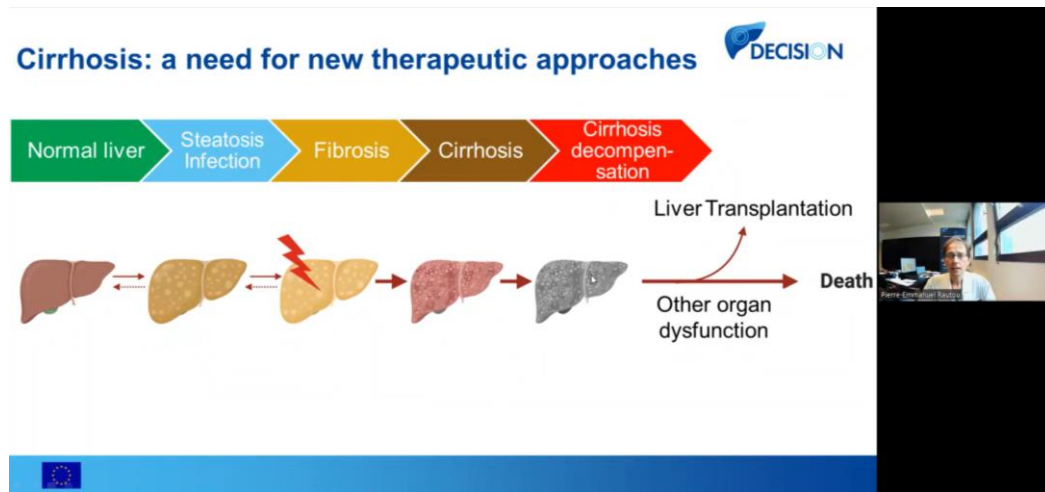 DECISION
Cirrhosis: a need for new therapeutic approaches
Normal liver
Steatosis
Infection
Fibrosis
Cirrhosis
Cirrhosis
decompen-
sation
Liver Transplantation
Death
Other organ
dysfunction
Pierre-Emmanuel Rautou